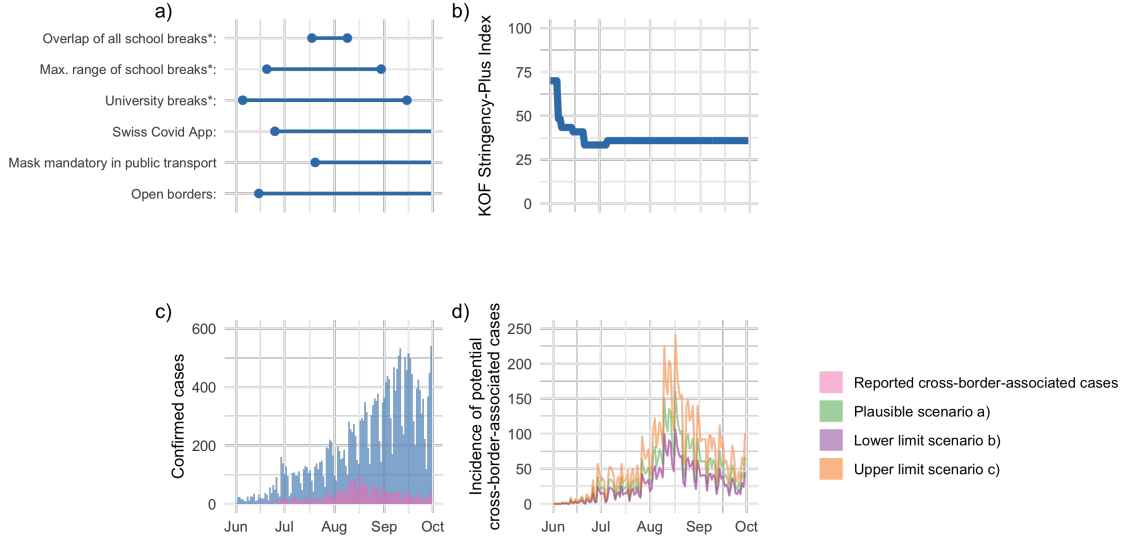 a)
Overlap of all school breaks*:
Max. range of school breaks*:
University breaks*:
Swiss Covid App:
Mask mandatory in public transport
Open borders:
b)
KOF Stringency-Plus Index
100
75
50
25
0
c)
Confirmed cases
600
400
200
0
Jun Jul Aug Sep Oct
d)
Incidence of potential
cross-border-associated cases
250
200
150
100
50
0
Jun Jul Aug Sep Oct
Reported cross-border-associated cases
Plausible scenario a)
Lower limit scenario b)
Upper limit scenario c)